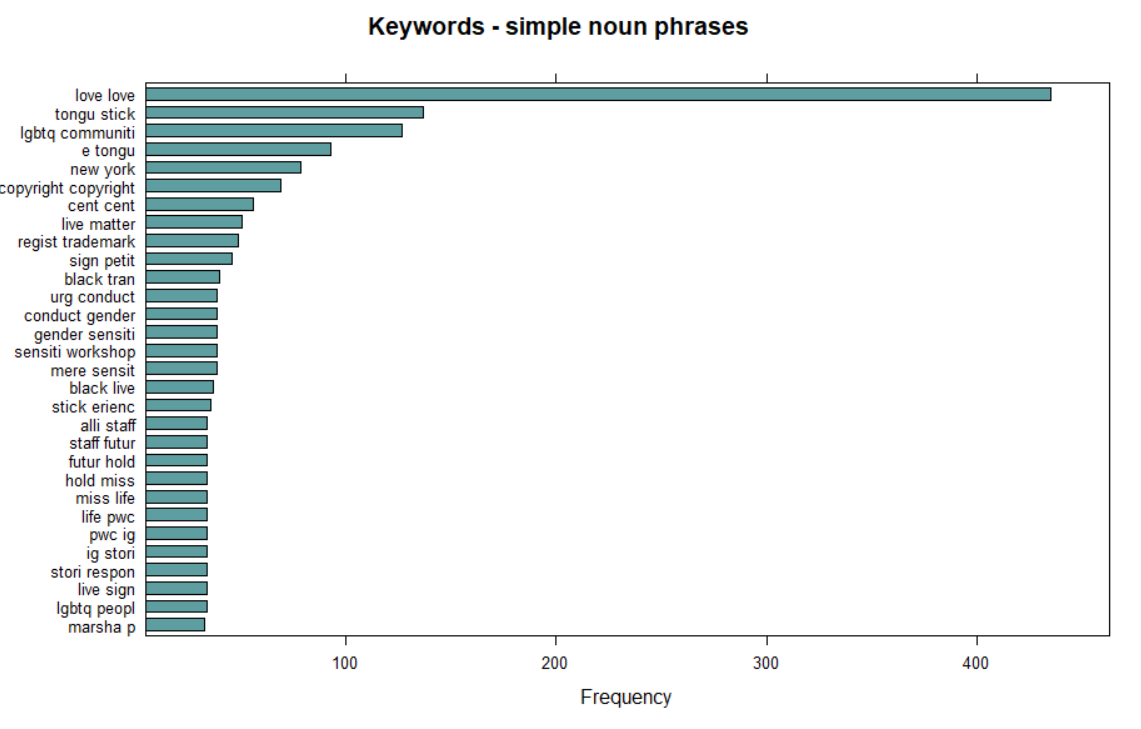 Keywords - simple noun phrases
love love
tongu stick
lgbtq communiti
e tongu
new york
copyright copyright
cent cent
live matter
regist trademark
sign petit
black tran
urg conduct
conduct gender
gender sensiti
sensiti workshop
mere sensit
black live
stick erienc
alli staff
staff futur
futur hold
hold miss
miss life
life pwc
pwc ig
ig stori
stori respon
live sign
lgbtq peopl
marsha p
100 200 300 400
Frequency